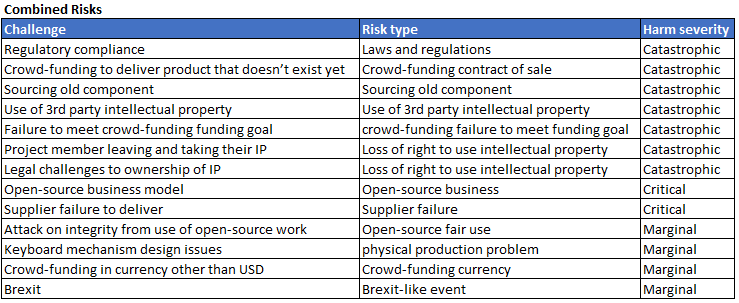 Combined Risks
Challenge Risk type Harm severity
Regulatory compliance Laws and regulations Catastrophic
Crowd-funding to deliver product that doesn’t exist yet Crowd-funding contract of sale Catastrophic
Sourcing old component Sourcing old component Catastrophic
Use of 3rd party intellectual property Use of 3rd party intellectual property Catastrophic
Failure to meet crowd-funding funding goal crowd-funding failure to meet funding goal Catastrophic
Project member leaving and taking their IP Loss of right to use intellectual property Catastrophic
Legal challenges to ownership of IP Loss of right to use intellectual property Catastrophic
Open-source business model Open-source business Critical
Supplier failure to deliver Supplier failure Critical
Attack on integrity from use of open-source work Open-source fair use Marginal
Keyboard mechanism design issues physical production problem Marginal
Crowd-funding in currency other than USD Crowd-funding currency Marginal
Brexit Brexit-like event Marginal